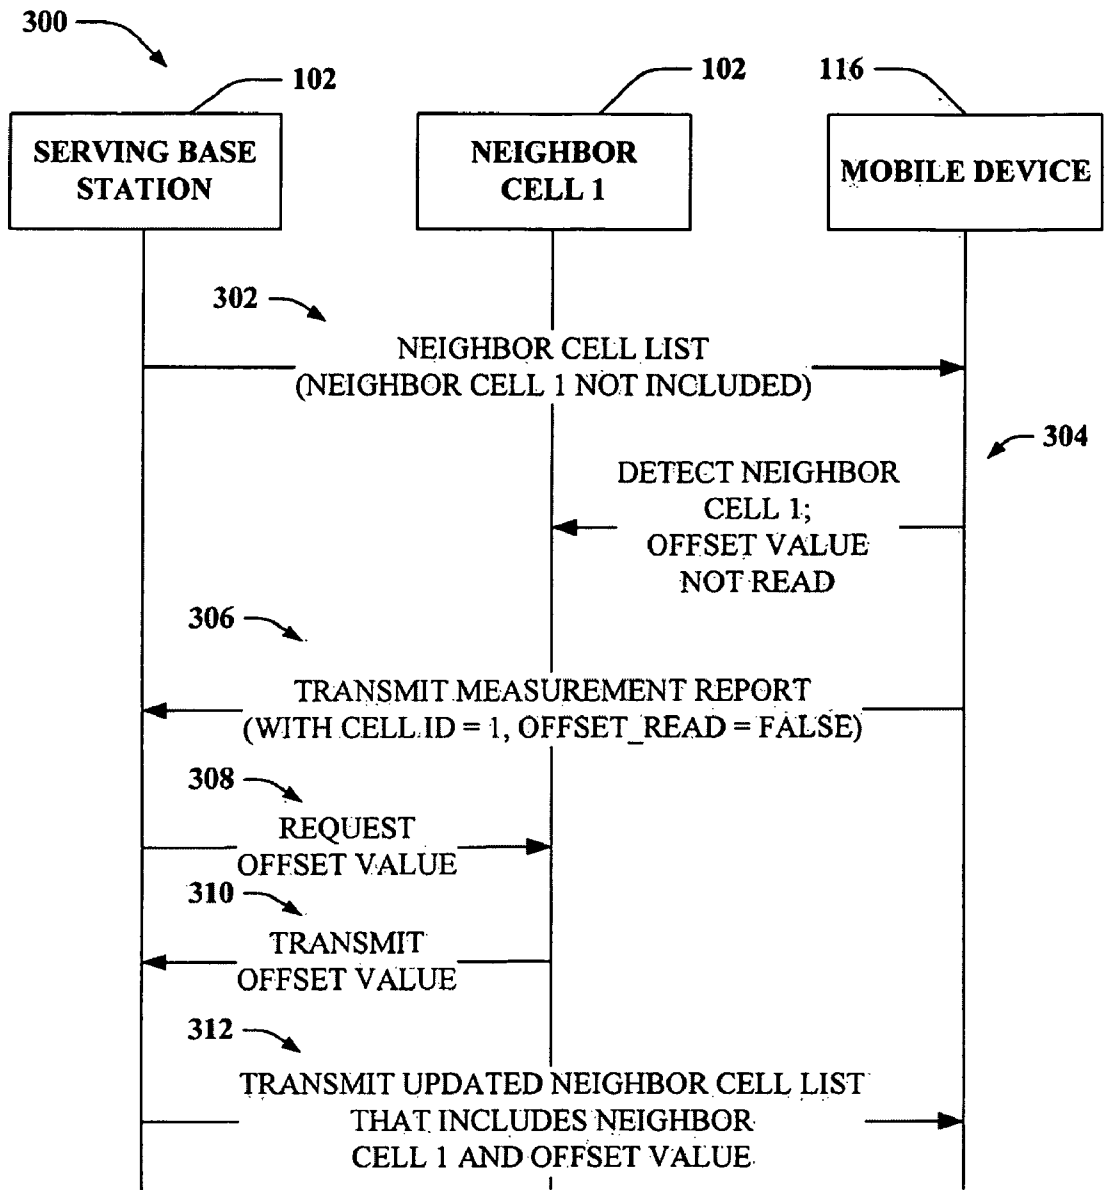 300
102
102
116
SERVING BASE
STATION
NEIGHBOR
CELL 1
MOBILE DEVICE
302
NEIGHBOR CELL LIST
(NEIGHBOR CELL 1 NOT INCLUDED)
304
DETECT NEIGHBOR
CELL 1;
OFFSET VALUE
NOT READ
306
TRANSMIT MEASUREMENT REPORT
(WITH CELL ID = 1, OFFSET_READ = FALSE)
308
REQUEST
OFFSET VALUE
310
TRANSMIT
OFFSET VALUE
312
TRANSMIT UPDATED NEIGHBOR CELL LIST
THAT INCLUDES NEIGHBOR
CELL 1 AND OFFSET VALUE